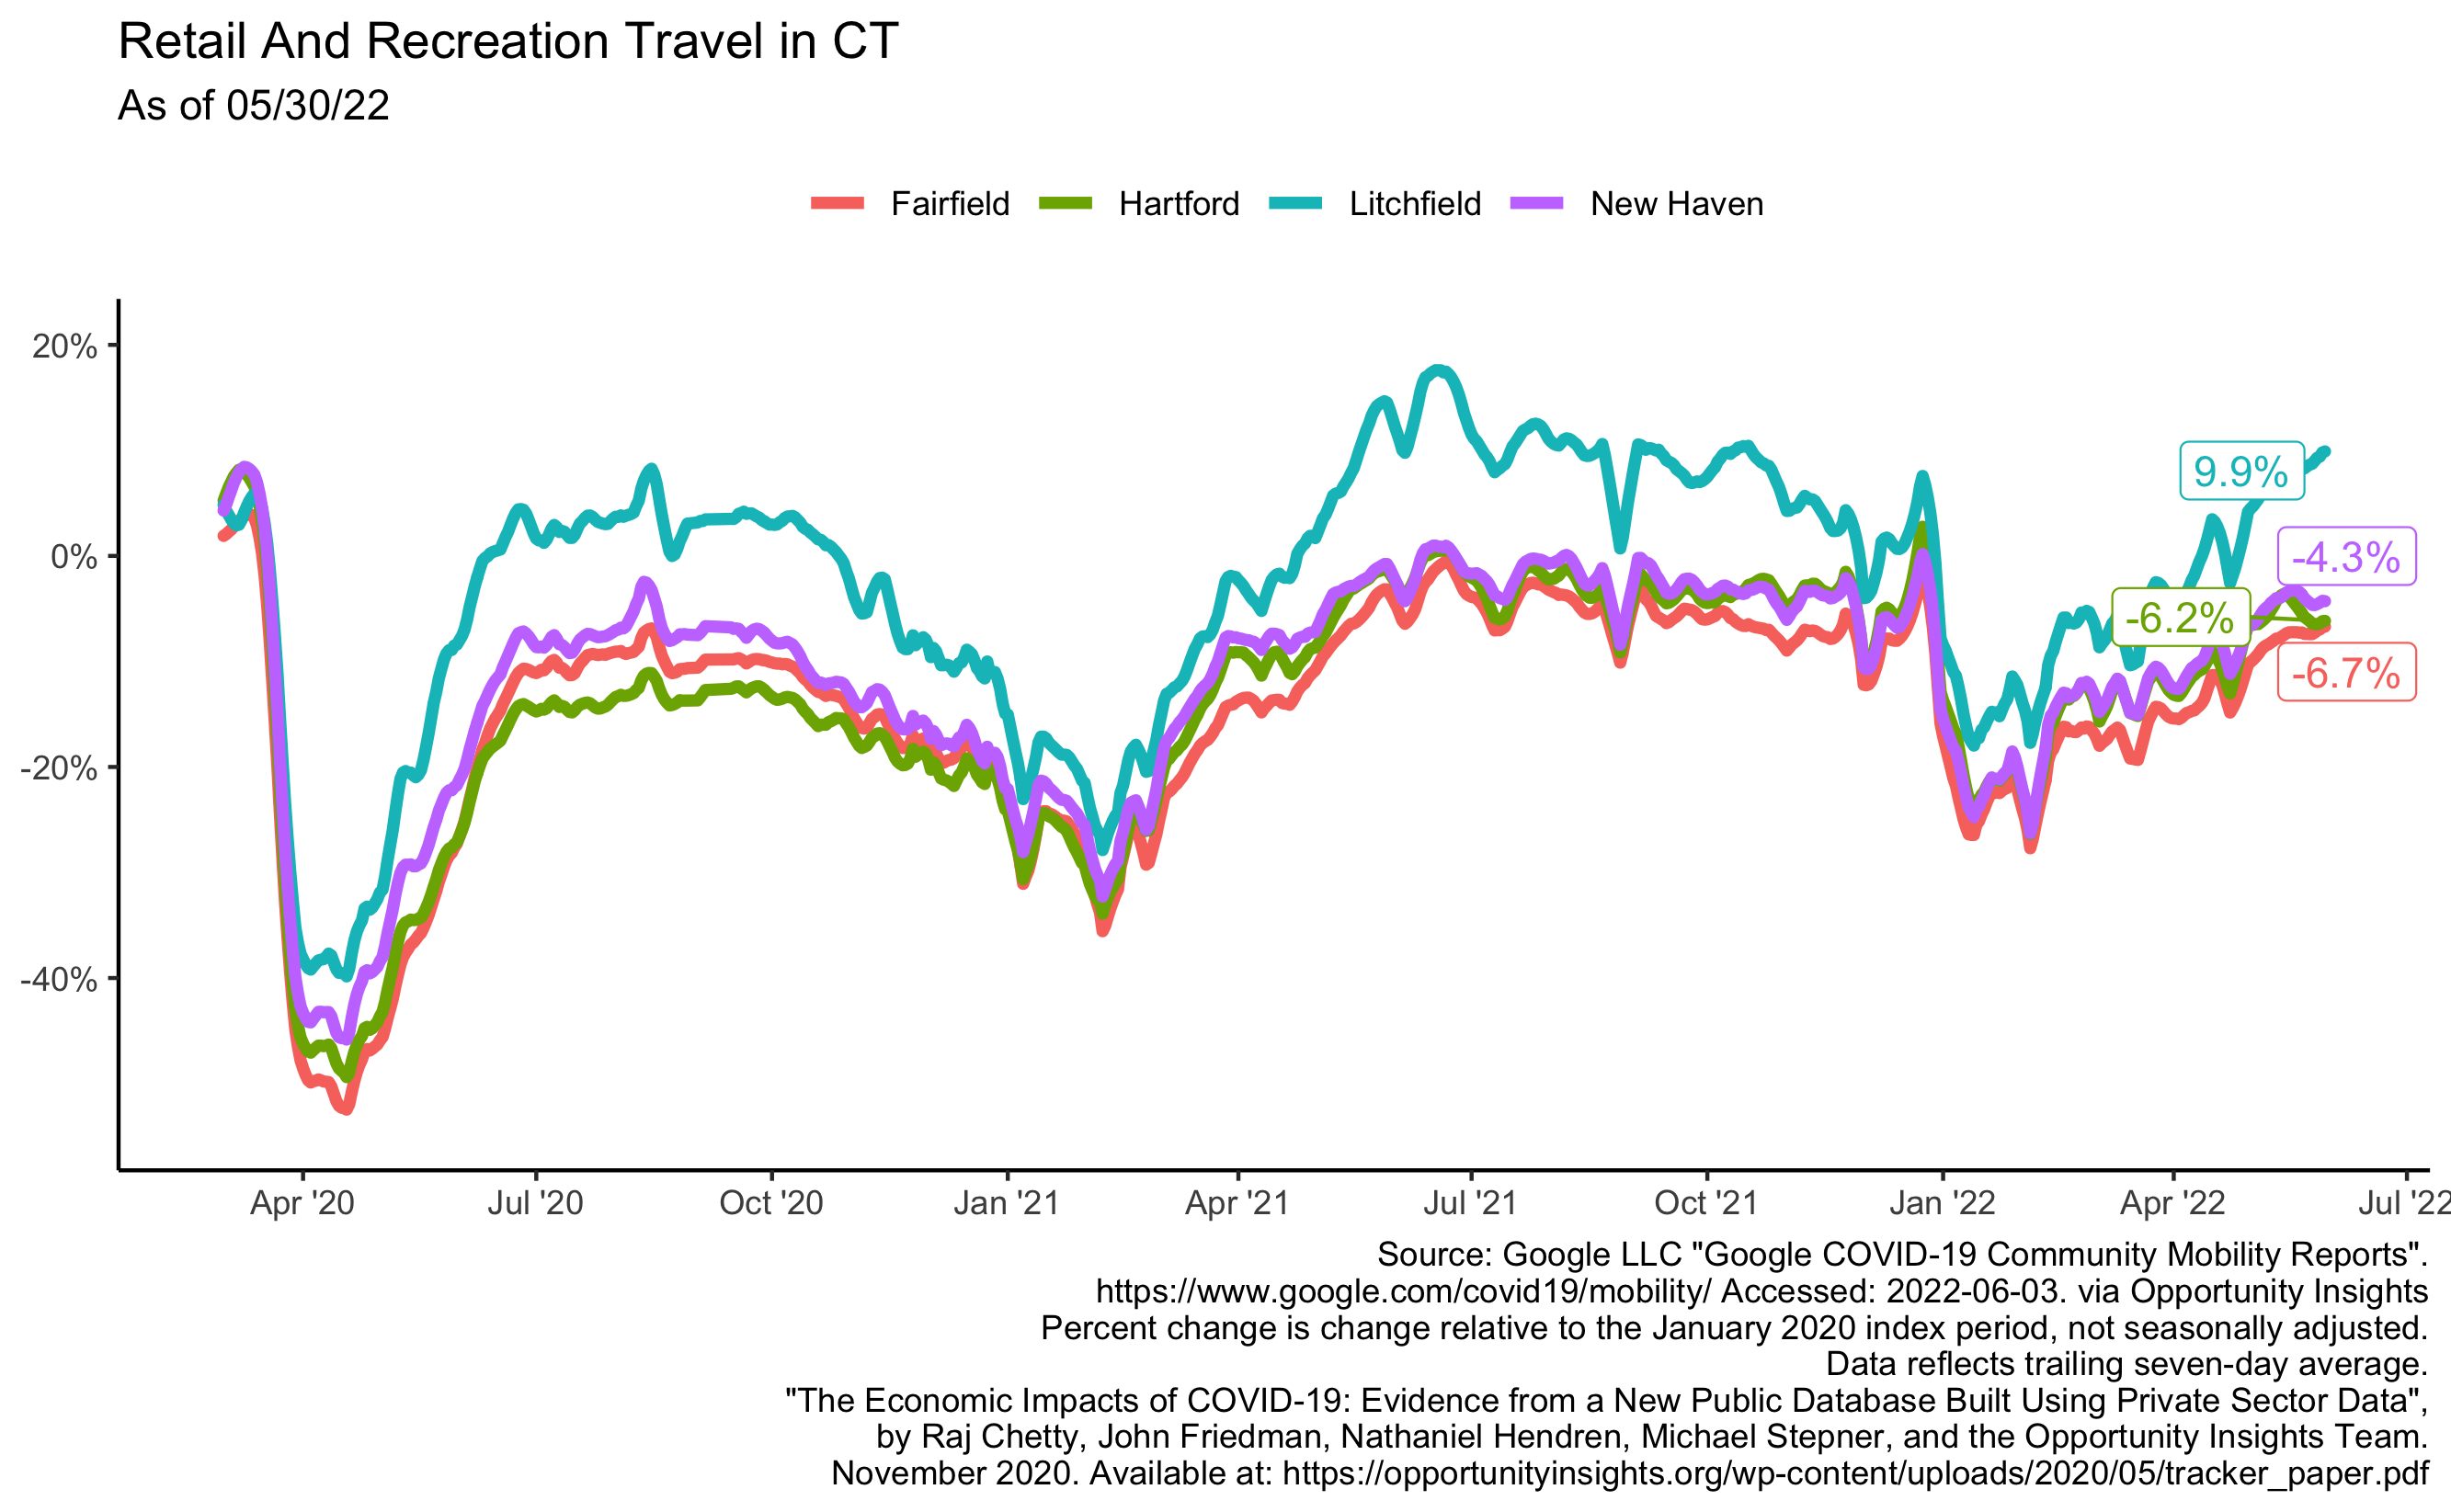 Retail And Recreation Travel in CT
As of 05/30/22
Fairfield Hartford Litchfield New Haven
20%
0%
-20%
-40%
9.9%
-4.3%
-6.2%
-6.7%
Apr '20 Jul '20 Oct '20 Jan '21 Apr '21 Jul '21 Oct '21 Jan '22 Apr '22 Jul '22
Source: Google LLC "Google COVID-19 Community Mobility Reports".
https://www.google.com/covid19/mobility/ Accessed: 2022-06-03. via Opportunity Insights
Percent change is change relative to the January 2020 index period, not seasonally adjusted.
Data reflects trailing seven-day average.
"The Economic Impacts of COVID-19: Evidence from a New Public Database Built Using Private Sector Data",
by Raj Chetty, John Friedman, Nathaniel Hendren, Michael Stepner, and the Opportunity Insights Team.
November 2020. Available at: https://opportunityinsights.org/wp-content/uploads/2020/05/tracker_paper.pdf